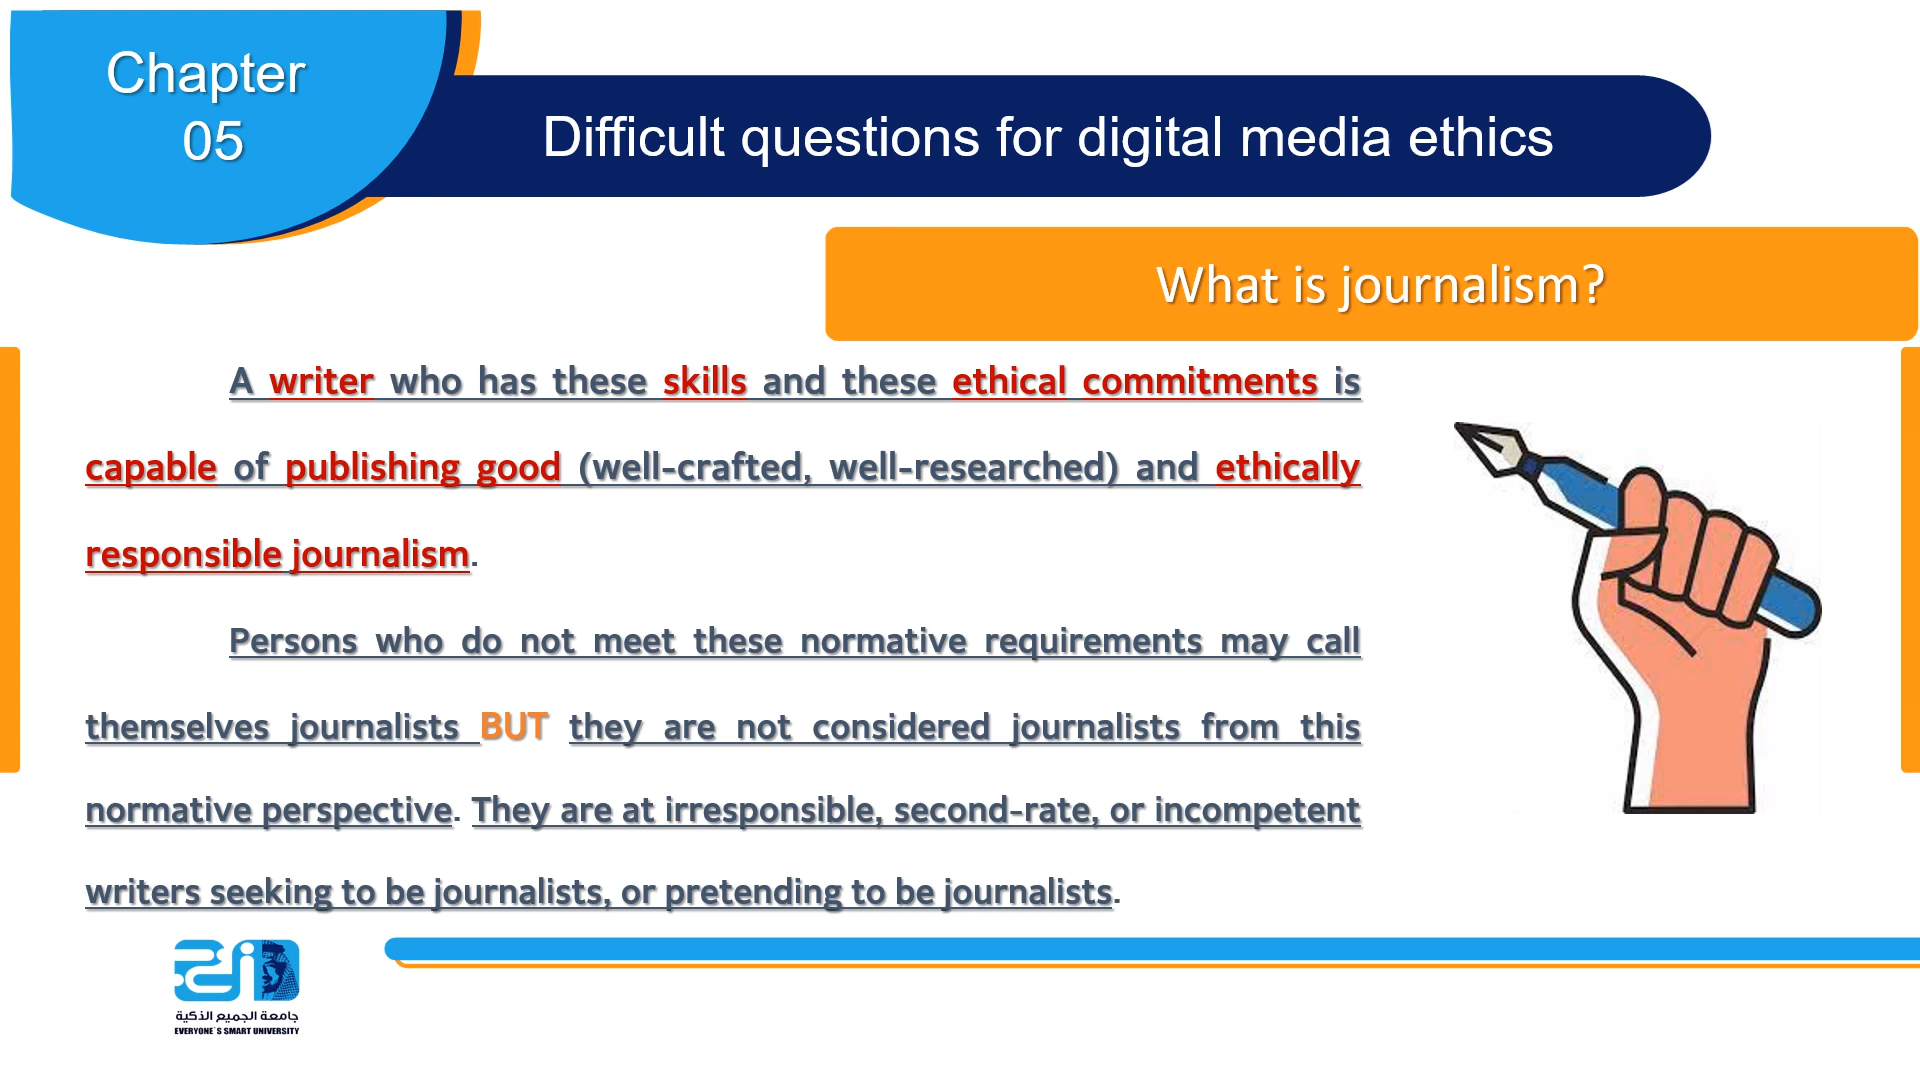 Chapter
05
Difficult questions for digital media ethics
What is journalism?
A writer who has these skills and these ethical commitments is
capable of publishing good (well-crafted, well-researched) and ethically
responsible journalism.
Persons who do not meet these normative requirements may call
themselves journalists BUT they are not considered journalists from this
normative perspective. They are at irresponsible, second-rate, or incompetent
writers seeking to be journalists, or pretending to be journalists.
جامعة الجميع الذكية
EVERYONE`S SMART UNIVERSITY